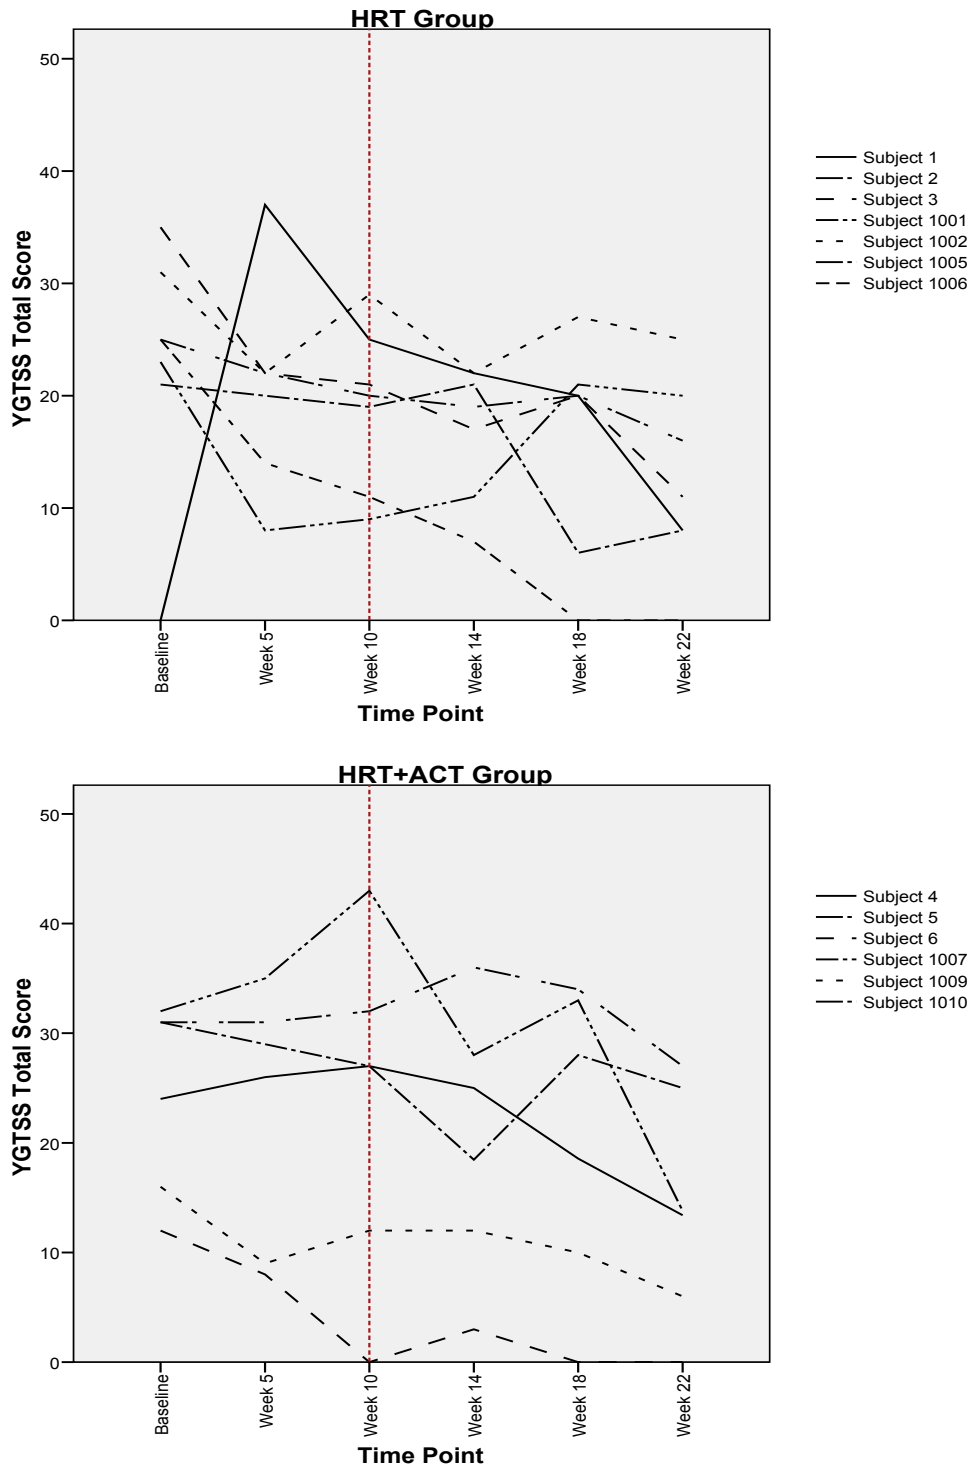 HRT Group
50
40
30
20
10
0
YGTSS Total Score
Baseline
Week 5
Week 10
Week 14
Week 18
Week 22
Time Point
Subject 1
Subject 2
Subject 3
Subject 1001
Subject 1002
Subject 1005
Subject 1006
HRT+ACT Group
50
40
30
20
10
0
YGTSS Total Score
Baseline
Week 5
Week 10
Week 14
Week 18
Week 22
Time Point
Subject 4
Subject 5
Subject 6
Subject 1007
Subject 1009
Subject 1010